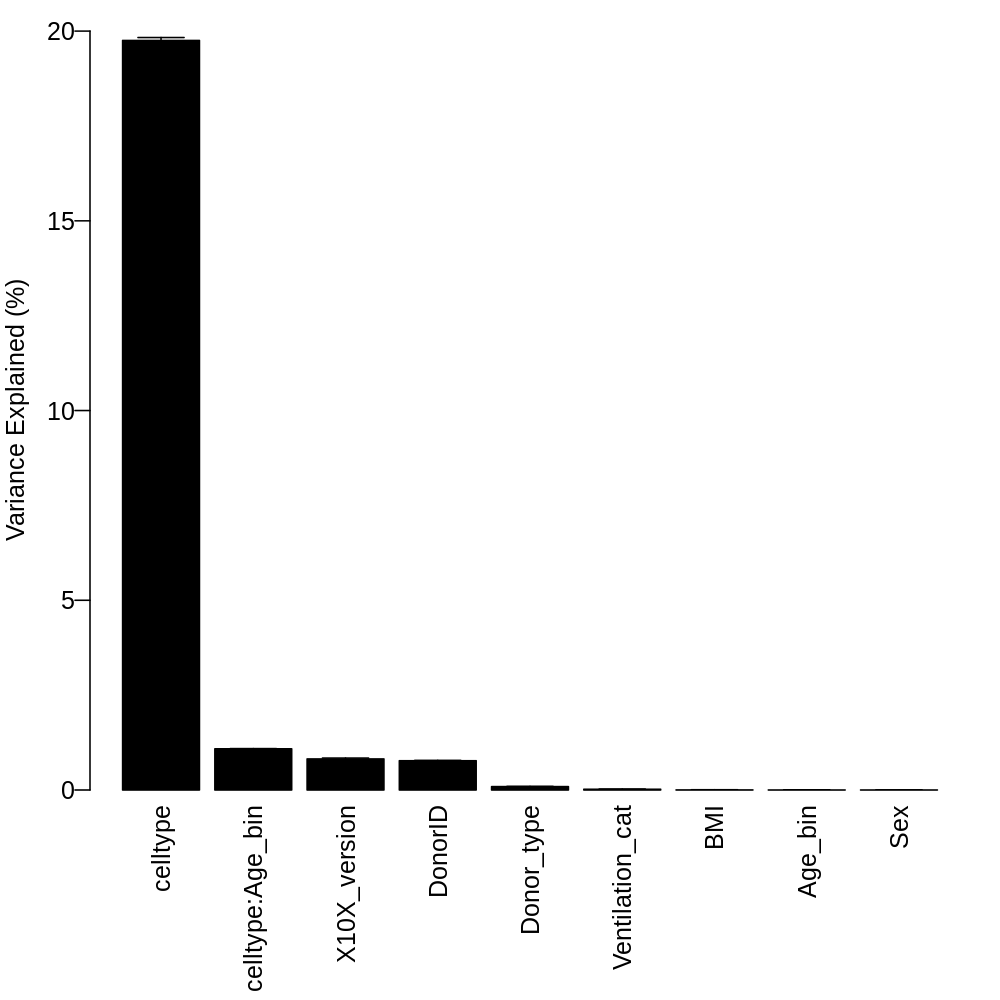 Variance Explained (%)
20
15
10
5
0
celltype
celltype:Age_bin
X10X_version
DonorID
Donor_type
Ventilation_cat
BMI
Age_bin
Sex